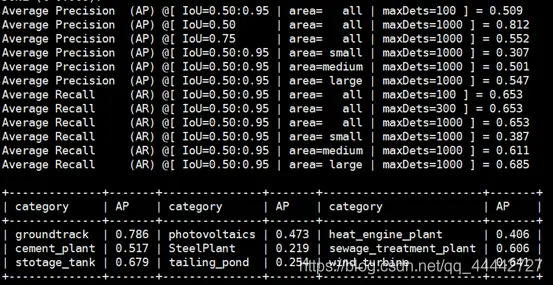 Average Precision  (AP) @[ IoU=0.50:0.95 | area=   all | maxDets=100 ] = 0.509
Average Precision  (AP) @[ IoU=0.50      | area=   all | maxDets=1000 ] = 0.812
Average Precision  (AP) @[ IoU=0.75      | area=   all | maxDets=1000 ] = 0.552
Average Precision  (AP) @[ IoU=0.50:0.95 | area= small | maxDets=1000 ] = 0.307
Average Precision  (AP) @[ IoU=0.50:0.95 | area=medium | maxDets=1000 ] = 0.501
Average Precision  (AP) @[ IoU=0.50:0.95 | area= large | maxDets=1000 ] = 0.547
Average Recall     (AR) @[ IoU=0.50:0.95 | area=   all | maxDets=100 ] = 0.653
Average Recall     (AR) @[ IoU=0.50:0.95 | area=   all | maxDets=300 ] = 0.653
Average Recall     (AR) @[ IoU=0.50:0.95 | area=   all | maxDets=1000 ] = 0.653
Average Recall     (AR) @[ IoU=0.50:0.95 | area= small | maxDets=1000 ] = 0.387
Average Recall     (AR) @[ IoU=0.50:0.95 | area=medium | maxDets=1000 ] = 0.611
Average Recall     (AR) @[ IoU=0.50:0.95 | area= large | maxDets=1000 ] = 0.685
+--------------+-------+---------------+-------+------------------------+-------+
| category     | AP    | category      | AP    | category               | AP    |
+--------------+-------+---------------+-------+------------------------+-------+
| groundtrack  | 0.786 | photovoltaics | 0.473 | heat_engine_plant      | 0.406 |
| cement_plant | 0.517 | SteelPlant    | 0.219 | sewage_treatment_plant | 0.606 |
| stotage_tank | 0.679 | tailing_pond  | 0.254 | wind_turbine           | 0.641 |
+--------------+-------+---------------+-------+------------------------+-------+
https://blog.csdn.net/qq_44442727